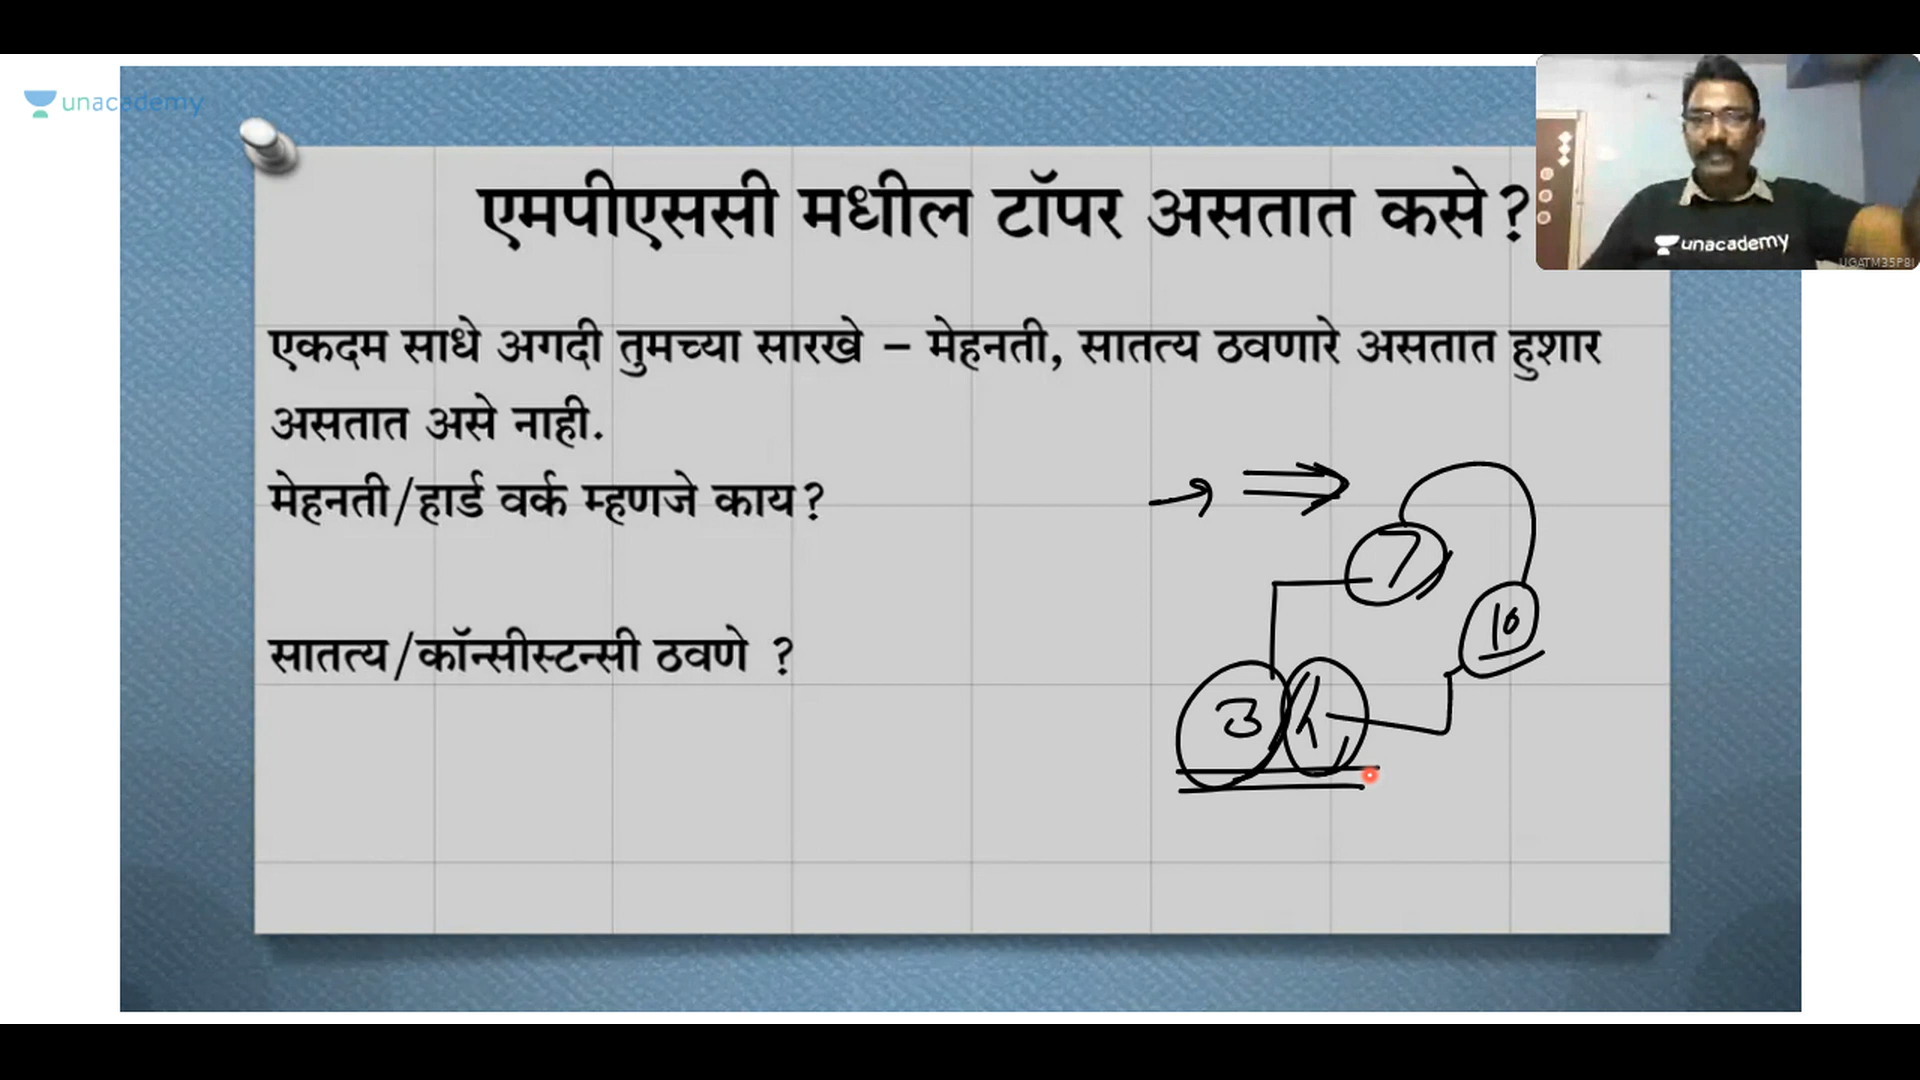 unacademy
एमपीएससी मधील टॉपर असतात कसे?
unacademy
UGATM35P8I
एकदम साधे अगदी तुमच्या सारखे – मेहनती, सातत्य ठवणारे असतात हुशार
असतात असे नाही.
मेहनती/हार्ड वर्क म्हणजे काय?
7
10
सातत्य/कॉन्सीस्टन्सी ठवणे ?
3